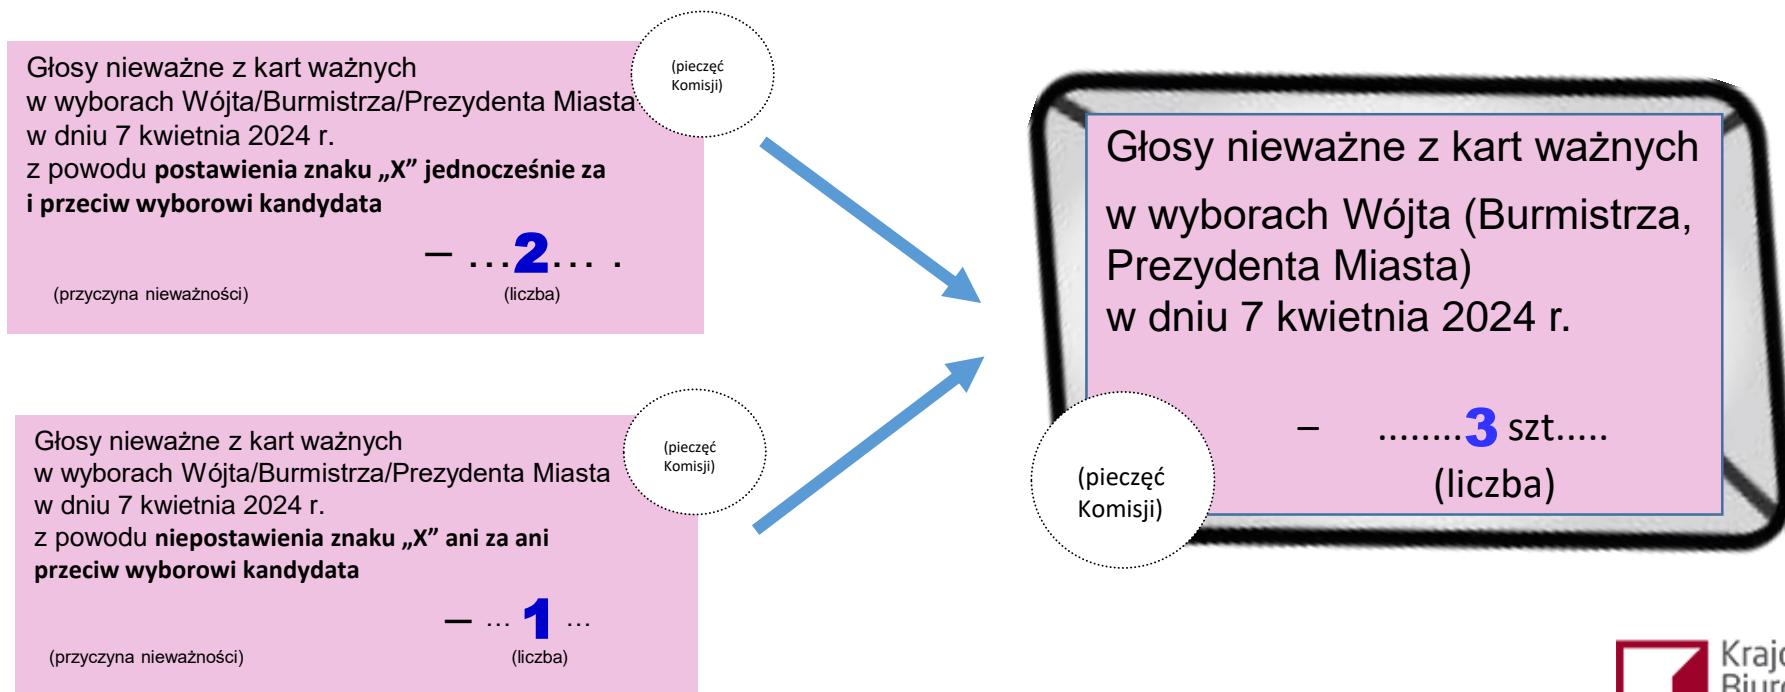 Głosy nieważne z kart ważnych
w wyborach Wójta/Burmistrza/Prezydenta Miasta
w dniu 7 kwietnia 2024 r.
z powodu postawienia znaku „X” jednocześnie za
i przeciw wyborowi kandydata
– ...2... .
(przyczyna nieważności) (liczba)
(pieczęć
Komisji)
Głosy nieważne z kart ważnych
w wyborach Wójta/Burmistrza/Prezydenta Miasta
w dniu 7 kwietnia 2024 r.
z powodu niepostawienia znaku „X” ani za ani
przeciw wyborowi kandydata
– ... 1 ...
(przyczyna nieważności) (liczba)
(pieczęć
Komisji)
Głosy nieważne z kart ważnych
w wyborach Wójta (Burmistrza,
Prezydenta Miasta)
w dniu 7 kwietnia 2024 r.
– ........3 szt.....
(liczba)
(pieczęć
Komisji)